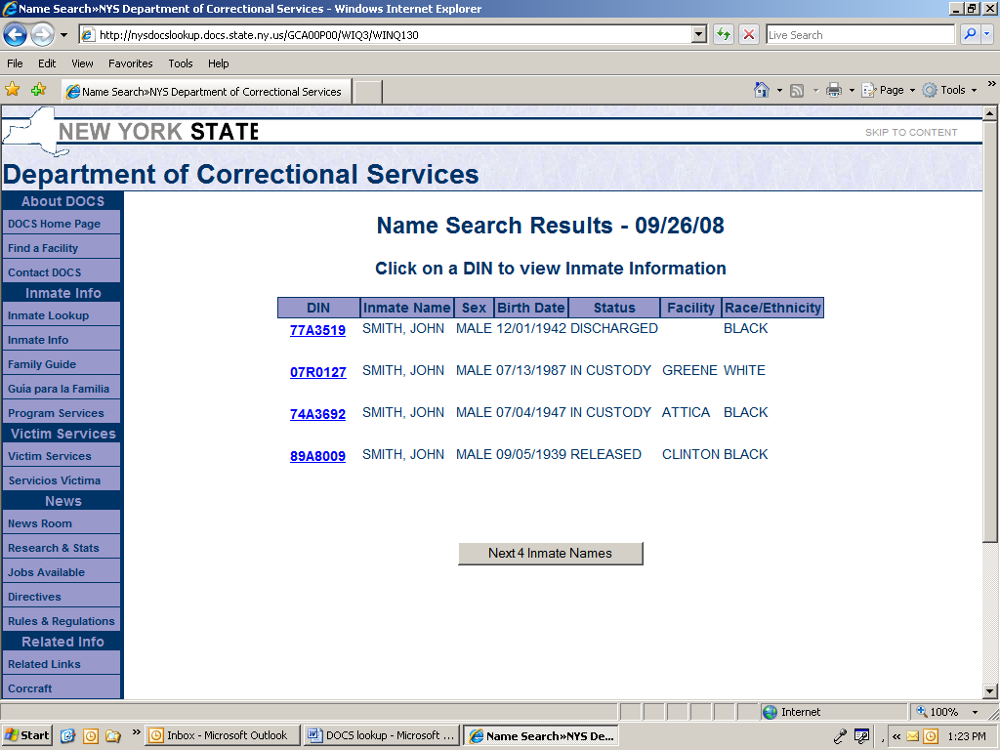 Name Search»NYS Department of Correctional Services - Windows Internet Explorer
http://nysdocslookup.docs.state.ny.us/GCA00P00/WIQ3/WINQ130
Live Search
File Edit View Favorites Tools Help
Name Search»NYS Department of Correctional Services
Page Tools »
NEW YORK STATE
SKIP TO CONTENT
Department of Correctional Services
About DOCS
DOCS Home Page
Find a Facility
Contact DOCS
Inmate Info
Inmate Lookup
Inmate Info
Family Guide
Guía para la Familia
Program Services
Victim Services
Victim Services
Servicios Víctima
News
News Room
Research & Stats
Jobs Available
Directives
Rules & Regulations
Related Info
Related Links
Corcraft
Name Search Results - 09/26/08
Click on a DIN to view Inmate Information
DIN Inmate Name Sex Birth Date Status Facility Race/Ethnicity
77A3519 SMITH, JOHN MALE 12/01/1942 DISCHARGED BLACK
07R0127 SMITH, JOHN MALE 07/13/1987 IN CUSTODY GREENE WHITE
74A3692 SMITH, JOHN MALE 07/04/1947 IN CUSTODY ATTICA BLACK
89A8009 SMITH, JOHN MALE 09/05/1939 RELEASED CLINTON BLACK
Next 4 Inmate Names
Internet 100%
Start » Inbox - Microsoft Outlook DOCS lookup - Microsoft ... Name Search»NYS De... « 1:23 PM